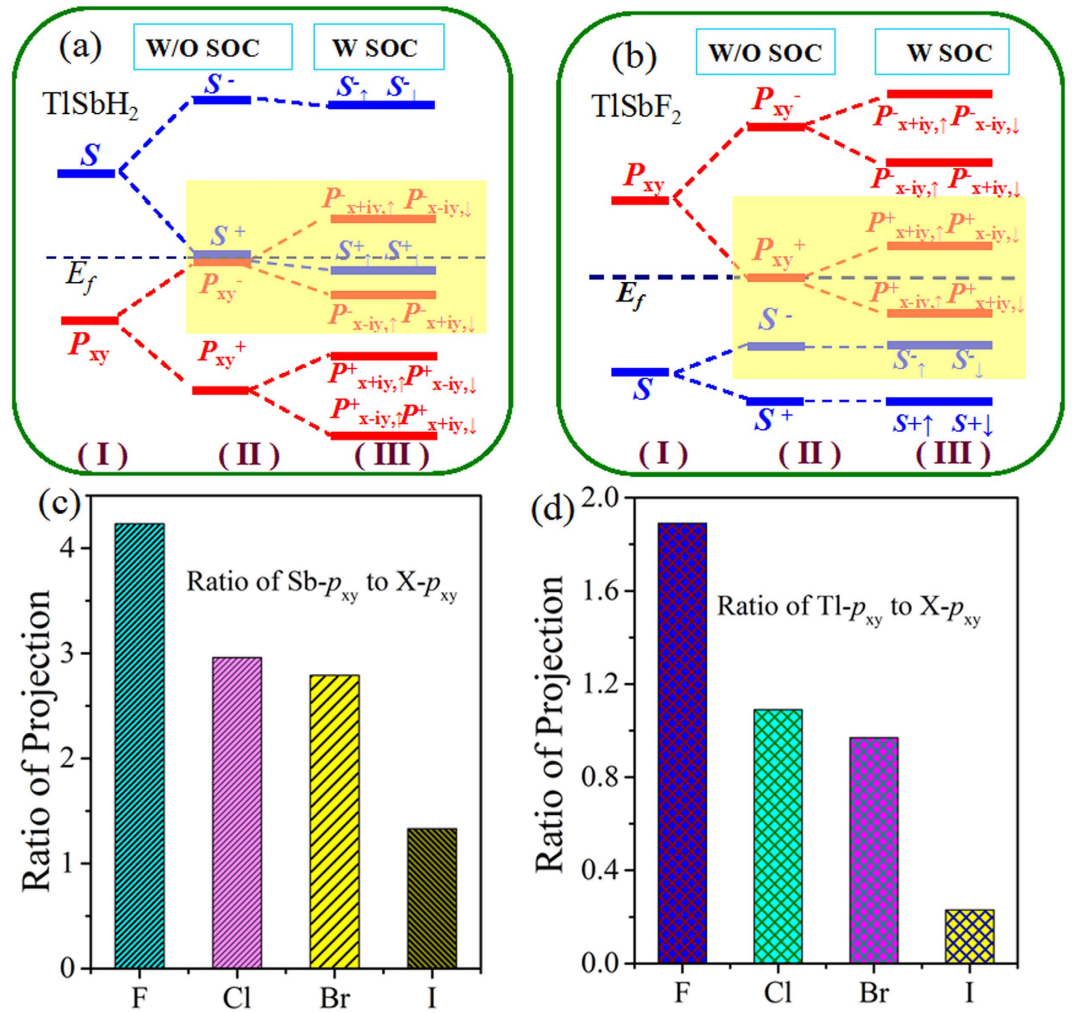 (a)
W/O SOC
W SOC
TlSbH₂
S⁻
S⁻↑ S⁻↓
S
P⁻x+iy,↑ P⁻x-iy,↓
S⁺
S⁺↑ S⁺↓
E_f
Pxy⁻
P⁻x-iy,↑ P⁻x+iy,↓
Pxy
Pxy⁺
P⁺x+iy,↑ P⁺x-iy,↓
P⁺x-iy,↑ P⁺x+iy,↓
( I )
( II )
( III )
(b)
W/O SOC
W SOC
TlSbF₂
Pxy⁻
P⁻x+iy,↑ P⁻x-iy,↓
Pxy
P⁻x-iy,↑ P⁻x+iy,↓
Pxy⁺
P⁺x+iy,↑ P⁺x-iy,↓
E_f
P⁺x-iy,↑ P⁺x+iy,↓
S⁻
S⁻↑ S⁻↓
S
S⁺
S+↑ S+↓
( I )
( II )
( III )
(c)
Ratio of Projection
4
3
2
1
0
Ratio of Sb-pxy to X-pxy
F Cl Br I
(d)
Ratio of Projection
2.0
1.6
1.2
0.8
0.4
0.0
Ratio of Tl-pxy to X-pxy
F Cl Br I